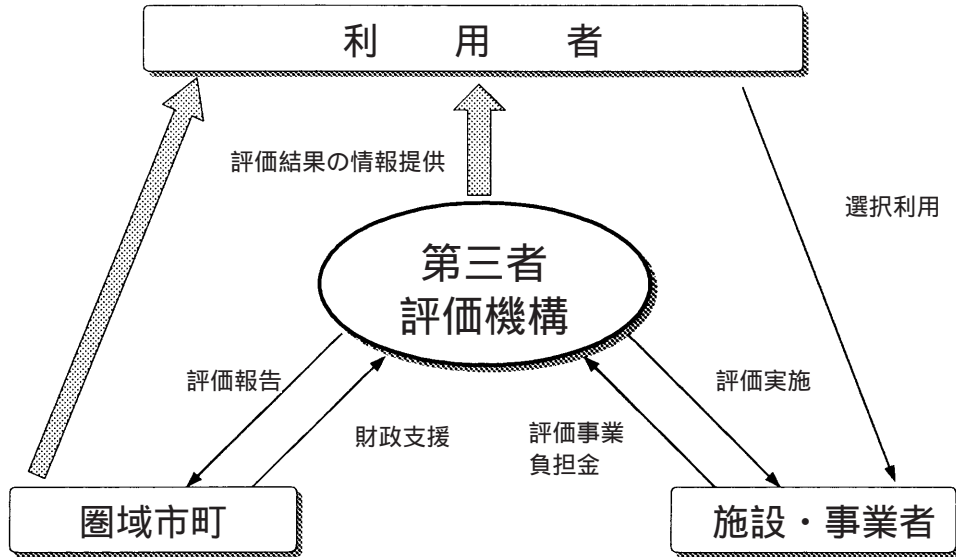 利用者
評価結果の情報提供
選択利用
第三者
評価機構
評価報告
財政支援
評価事業
負担金
評価実施
圏域市町
施設・事業者